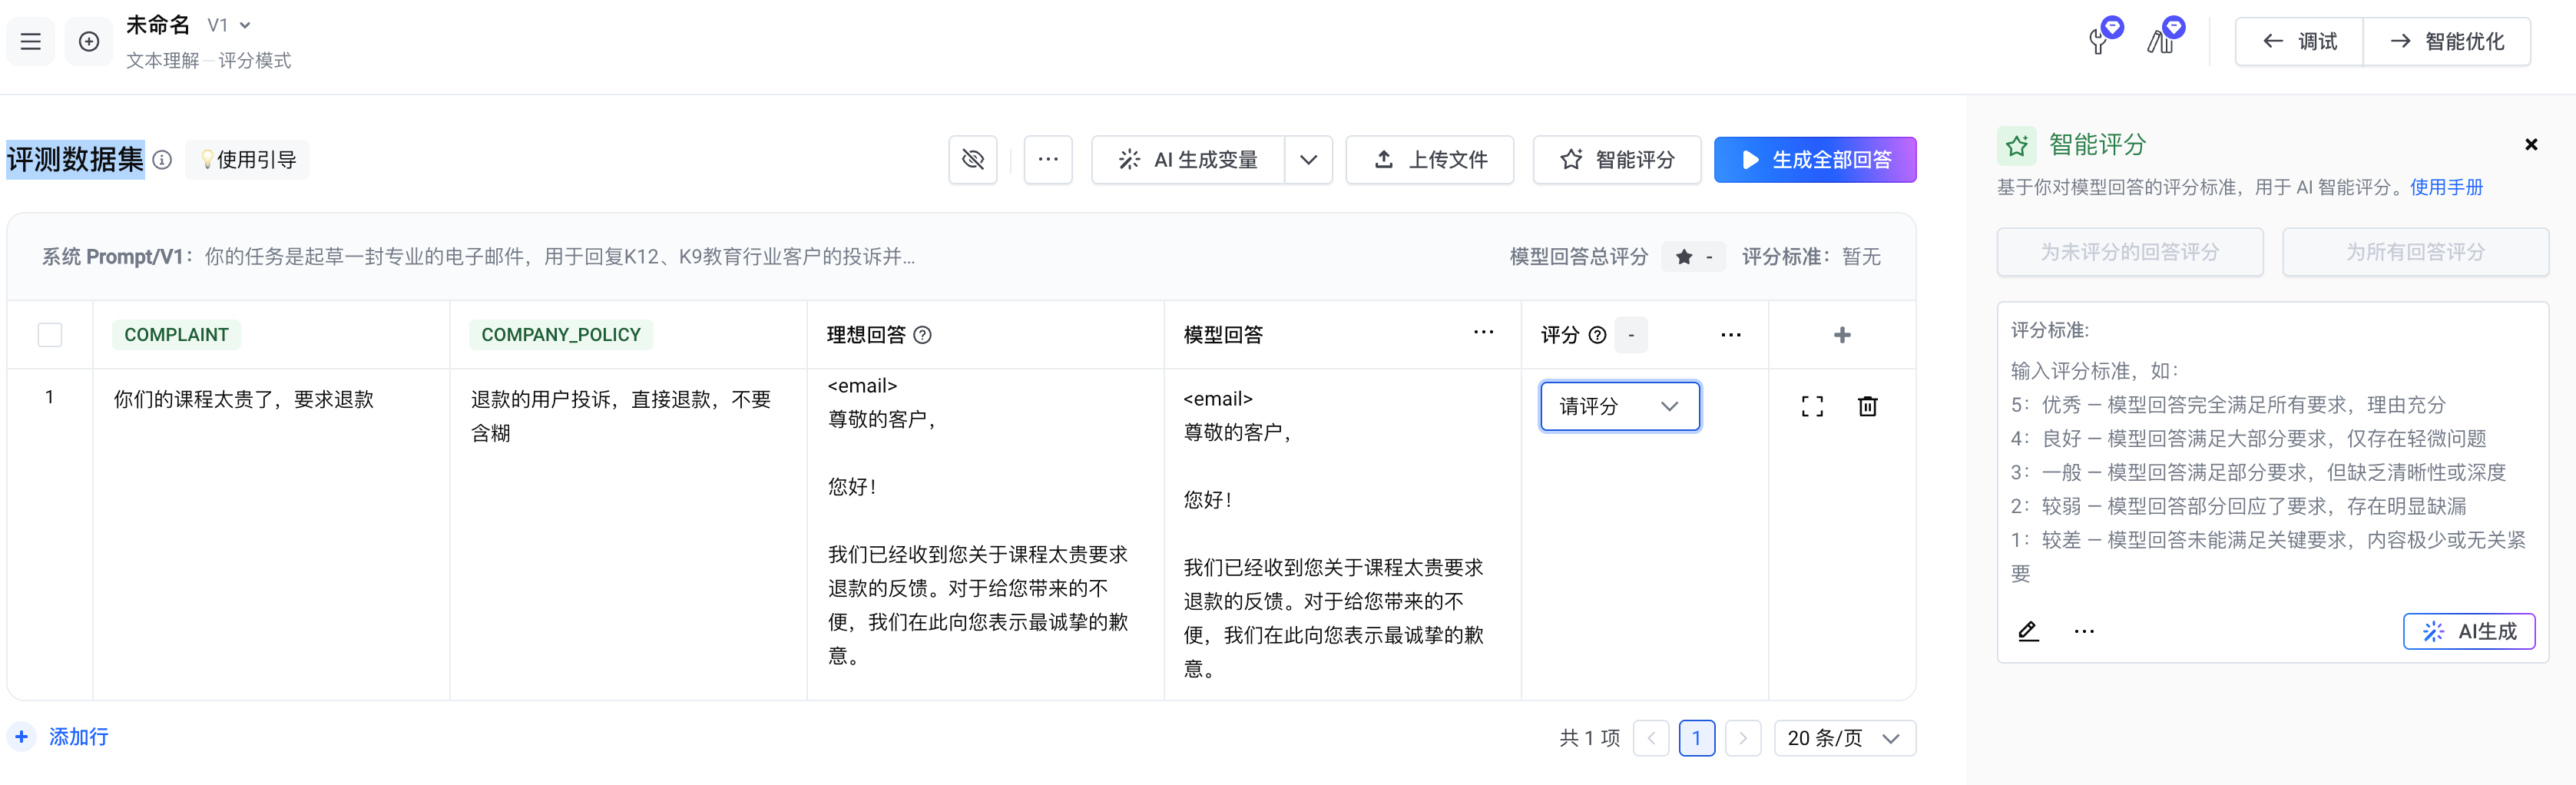 未命名 V1
文本理解 — 评分模式
调试
智能优化
评测数据集
💡使用引导
AI 生成变量
上传文件
智能评分
生成全部回答
系统 Prompt/V1：你的任务是起草一封专业的电子邮件，用于回复K12、K9教育行业客户的投诉并...
模型回答总评分 ★ - 评分标准：暂无
COMPLAINT
COMPANY_POLICY
理想回答
模型回答
评分 -
1
你们的课程太贵了，要求退款
退款的用户投诉，直接退款，不要
含糊
<email>
尊敬的客户，
您好！
我们已经收到您关于课程太贵要求
退款的反馈。对于给您带来的不
便，我们在此向您表示最诚挚的歉
意。
<email>
尊敬的客户，
您好！
我们已经收到您关于课程太贵要求
退款的反馈。对于给您带来的不
便，我们在此向您表示最诚挚的歉
意。
请评分
添加行
共 1 项
1
20 条/页
智能评分
基于你对模型回答的评分标准，用于 AI 智能评分。使用手册
为未评分的回答评分
为所有回答评分
评分标准:
输入评分标准，如：
5：优秀 – 模型回答完全满足所有要求，理由充分
4：良好 – 模型回答满足大部分要求，仅存在轻微问题
3：一般 – 模型回答满足部分要求，但缺乏清晰性或深度
2：较弱 – 模型回答部分回应了要求，存在明显缺漏
1：较差 – 模型回答未能满足关键要求，内容极少或无关紧
要
AI生成